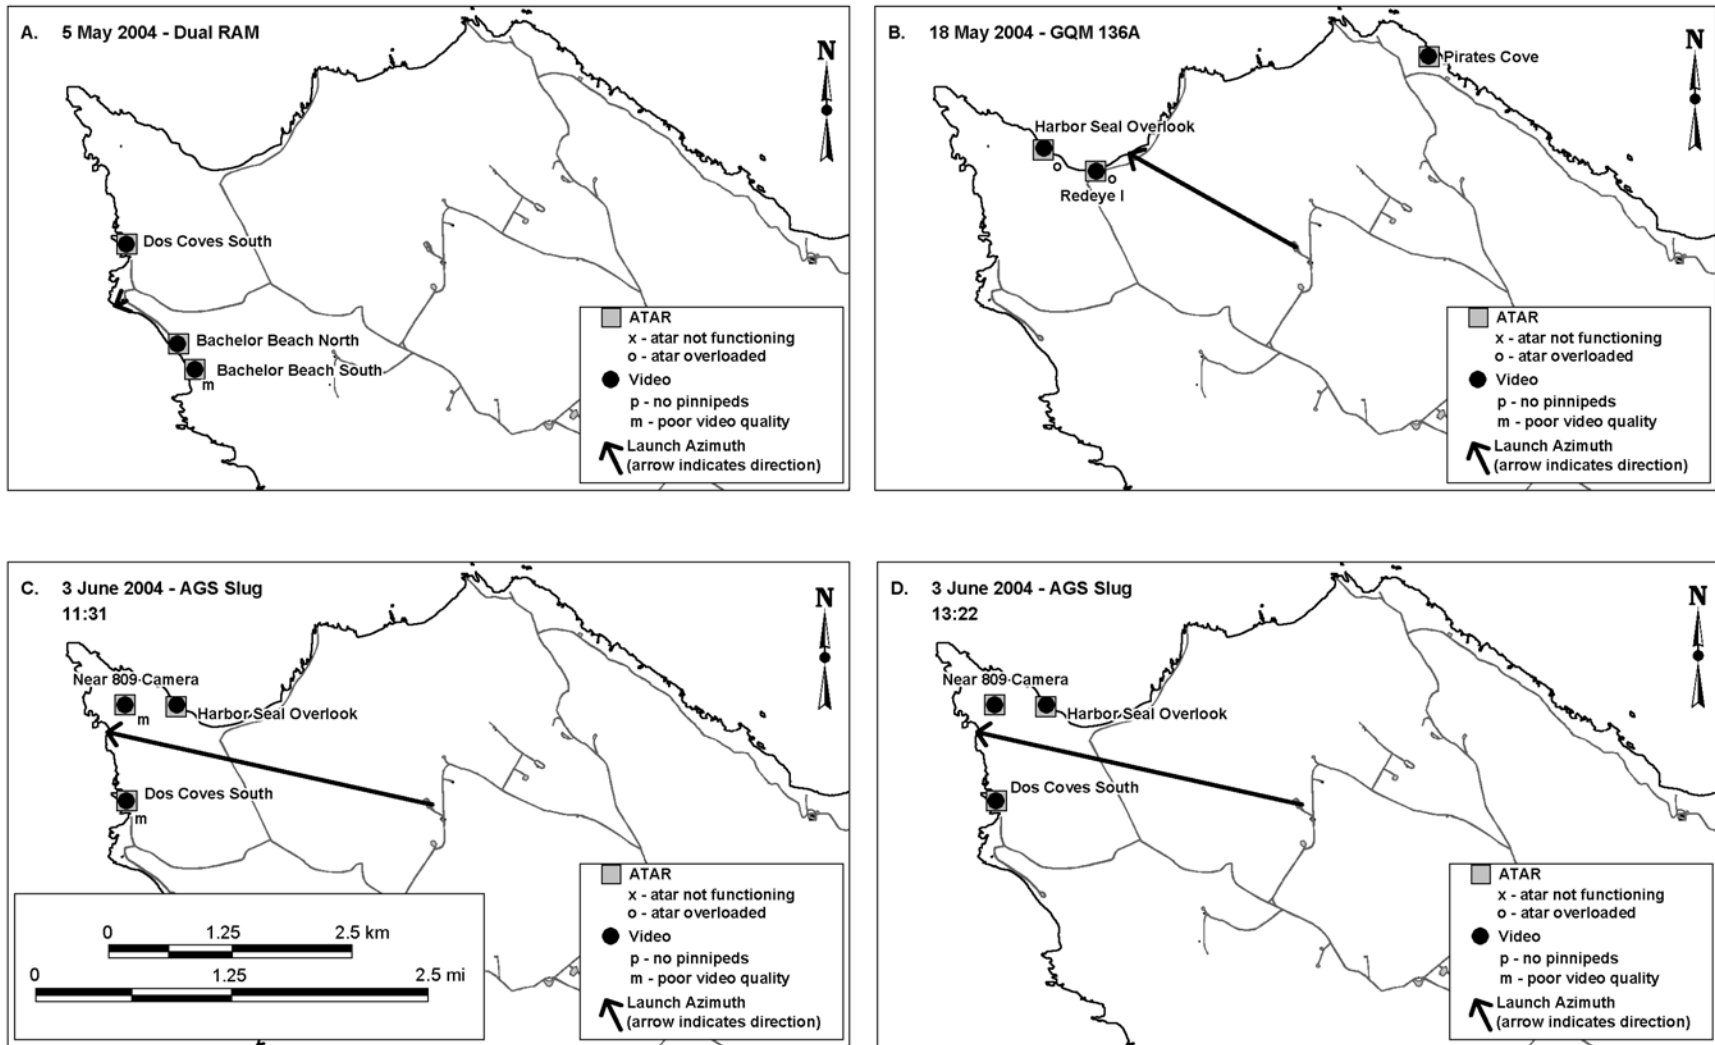 A. 5 May 2004 - Dual RAM
N
Dos Coves South
Bachelor Beach North
Bachelor Beach South
m
ATAR
x - atar not functioning
o - atar overloaded
Video
p - no pinnipeds
m - poor video quality
Launch Azimuth
(arrow indicates direction)
B. 18 May 2004 - GQM 136A
N
Pirates Cove
Harbor Seal Overlook
o
o
Redeye I
ATAR
x - atar not functioning
o - atar overloaded
Video
p - no pinnipeds
m - poor video quality
Launch Azimuth
(arrow indicates direction)
C. 3 June 2004 - AGS Slug
11:31
N
Near 809 Camera
m
Harbor Seal Overlook
Dos Coves South
m
ATAR
x - atar not functioning
o - atar overloaded
Video
p - no pinnipeds
m - poor video quality
Launch Azimuth
(arrow indicates direction)
0 1.25 2.5 km
0 1.25 2.5 mi
D. 3 June 2004 - AGS Slug
13:22
N
Near 809 Camera
Harbor Seal Overlook
Dos Coves South
ATAR
x - atar not functioning
o - atar overloaded
Video
p - no pinnipeds
m - poor video quality
Launch Azimuth
(arrow indicates direction)